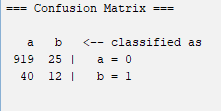 === Confusion Matrix ===
a b <-- classified as
919 25 | a = 0
40 12 | b = 1